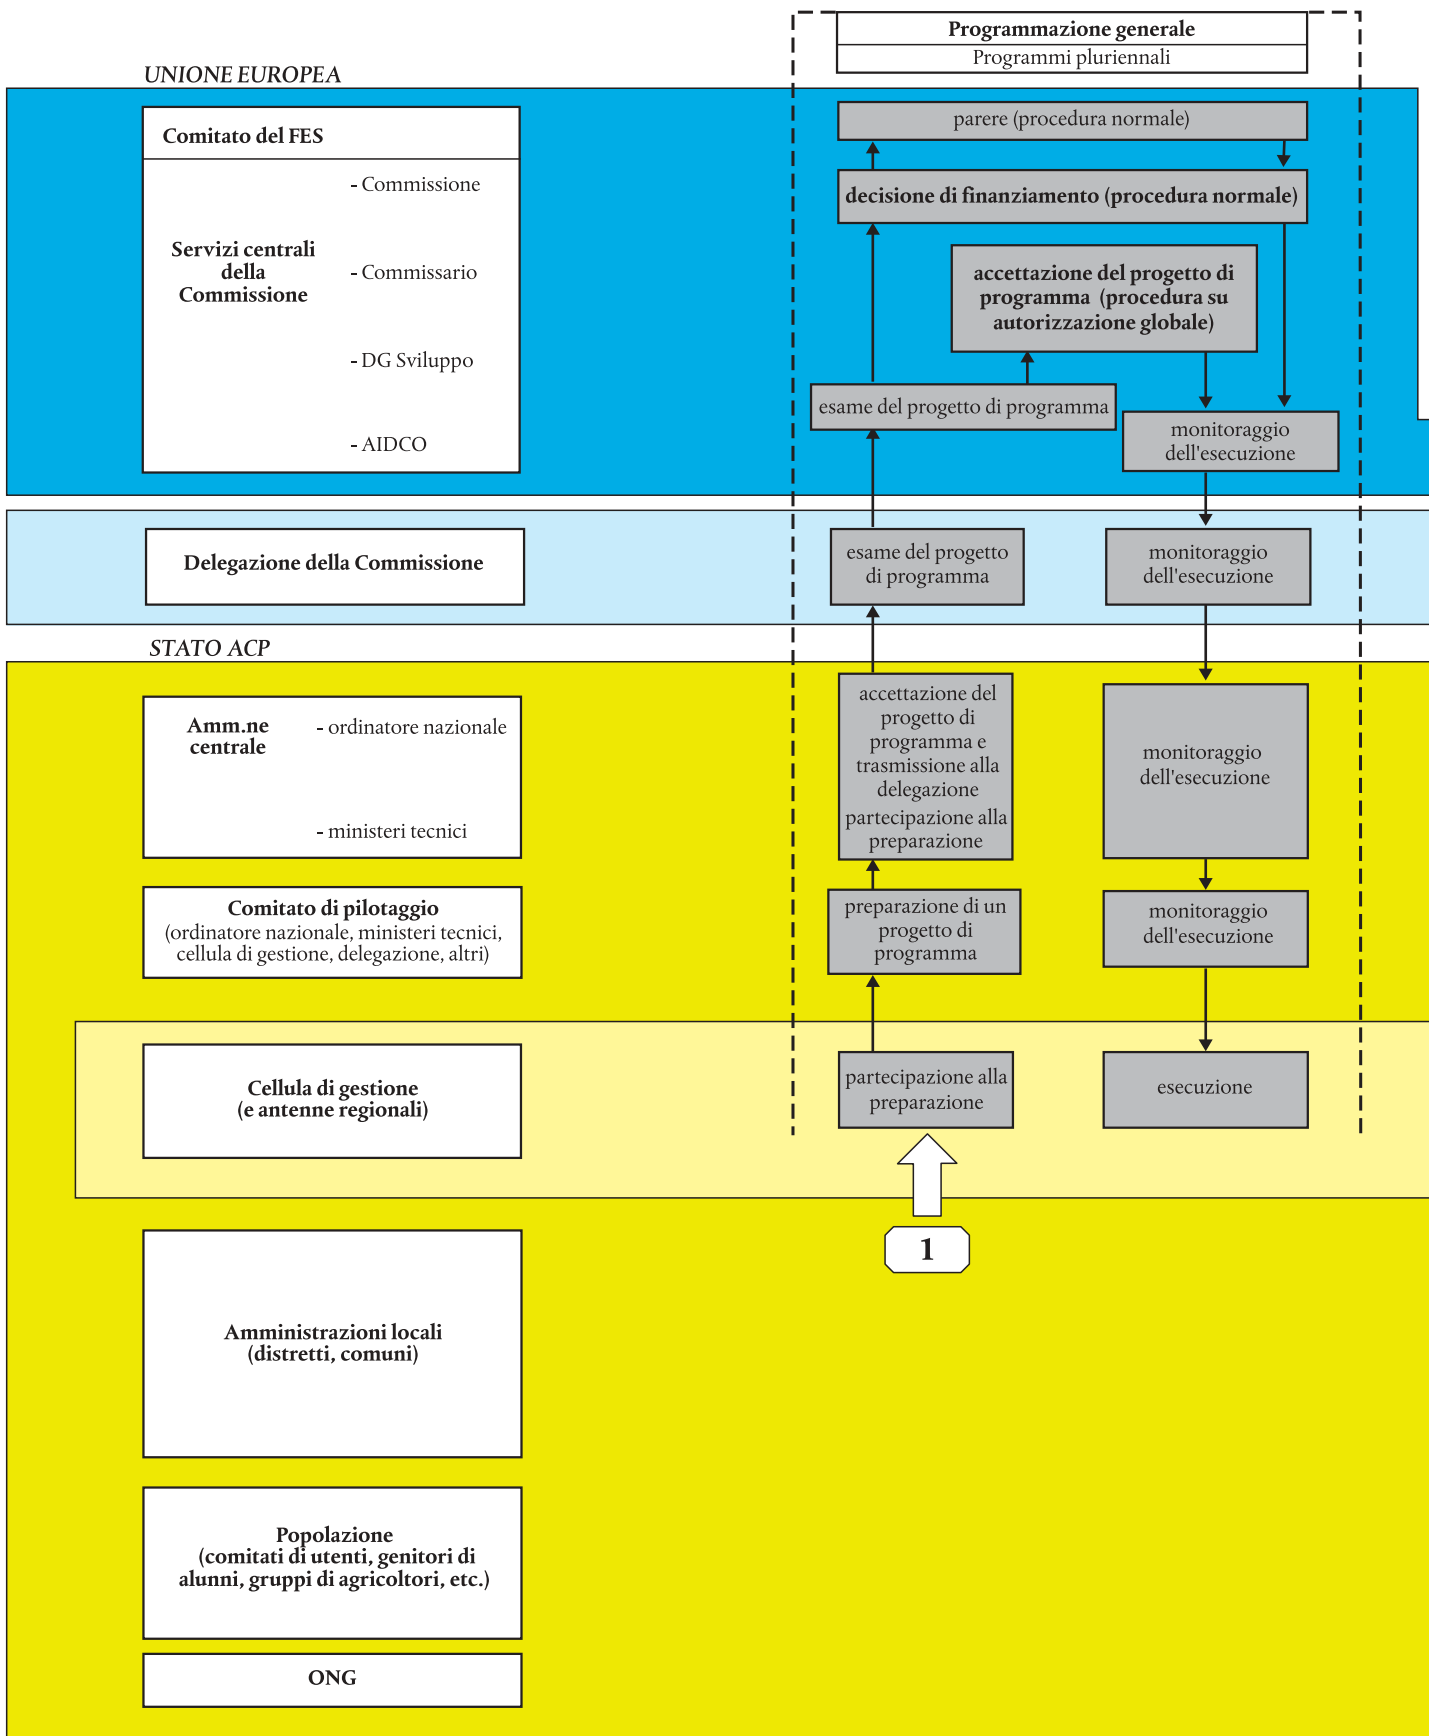 Programmazione generale
Programmi pluriennali
UNIONE EUROPEA
Comitato del FES
- Commissione
Servizi centrali
della
Commissione
- Commissario
- DG Sviluppo
- AIDCO
parere (procedura normale)
decisione di finanziamento (procedura normale)
accettazione del progetto di
programma (procedura su
autorizzazione globale)
esame del progetto di programma
monitoraggio
dell'esecuzione
Delegazione della Commissione
esame del progetto
di programma
monitoraggio
dell'esecuzione
STATO ACP
Amm.ne
centrale
- ordinatore nazionale
- ministeri tecnici
accettazione del
progetto di
programma e
trasmissione alla
delegazione
partecipazione alla
preparazione
monitoraggio
dell'esecuzione
Comitato di pilotaggio
(ordinatore nazionale, ministeri tecnici,
cellula di gestione, delegazione, altri)
preparazione di un
progetto di
programma
monitoraggio
dell'esecuzione
Cellula di gestione
(e antenne regionali)
partecipazione alla
preparazione
esecuzione
1
Amministrazioni locali
(distretti, comuni)
Popolazione
(comitati di utenti, genitori di
alunni, gruppi di agricoltori, etc.)
ONG